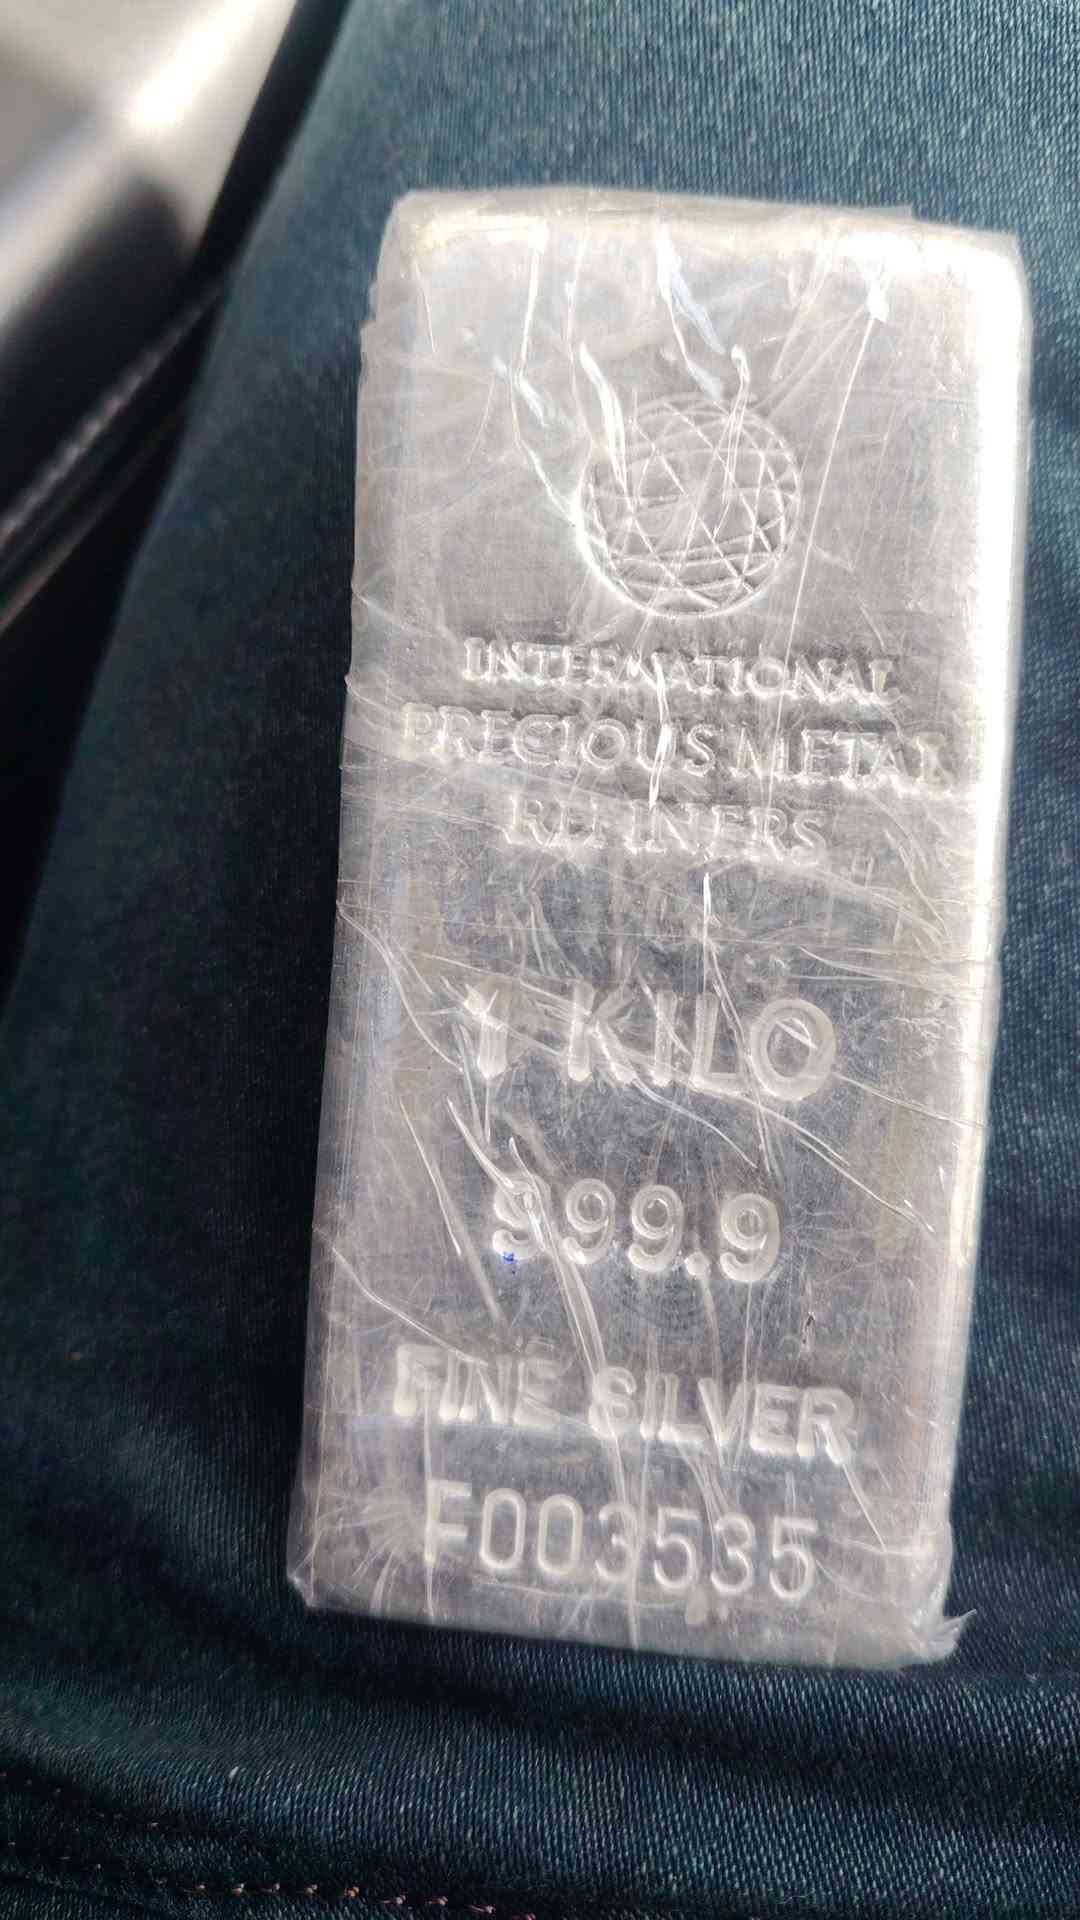 INTERNATIONAL
PRECIOUS METAL
REFINERS
1 KILO
999.9
FINE SILVER
F003535